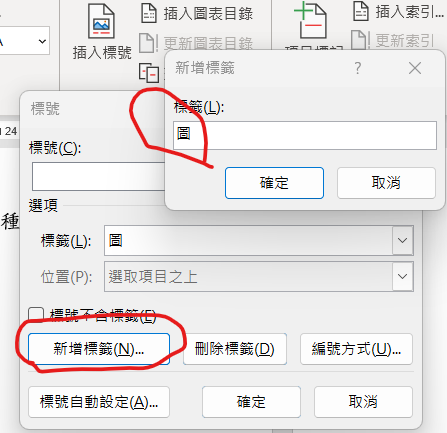 插入圖表目錄
更新圖表目錄
插入標號
插入索引...
更新索引
新增標籤 ? ×
標籤(L):
圖
確定 取消
標號
標號(C):
選項
標籤(L): 圖
位置(P): 選取項目之上
標號不含標籤(E)
新增標籤(N)... 刪除標籤(D) 編號方式(U)...
標號自動設定(A)... 確定 取消
24
種
A